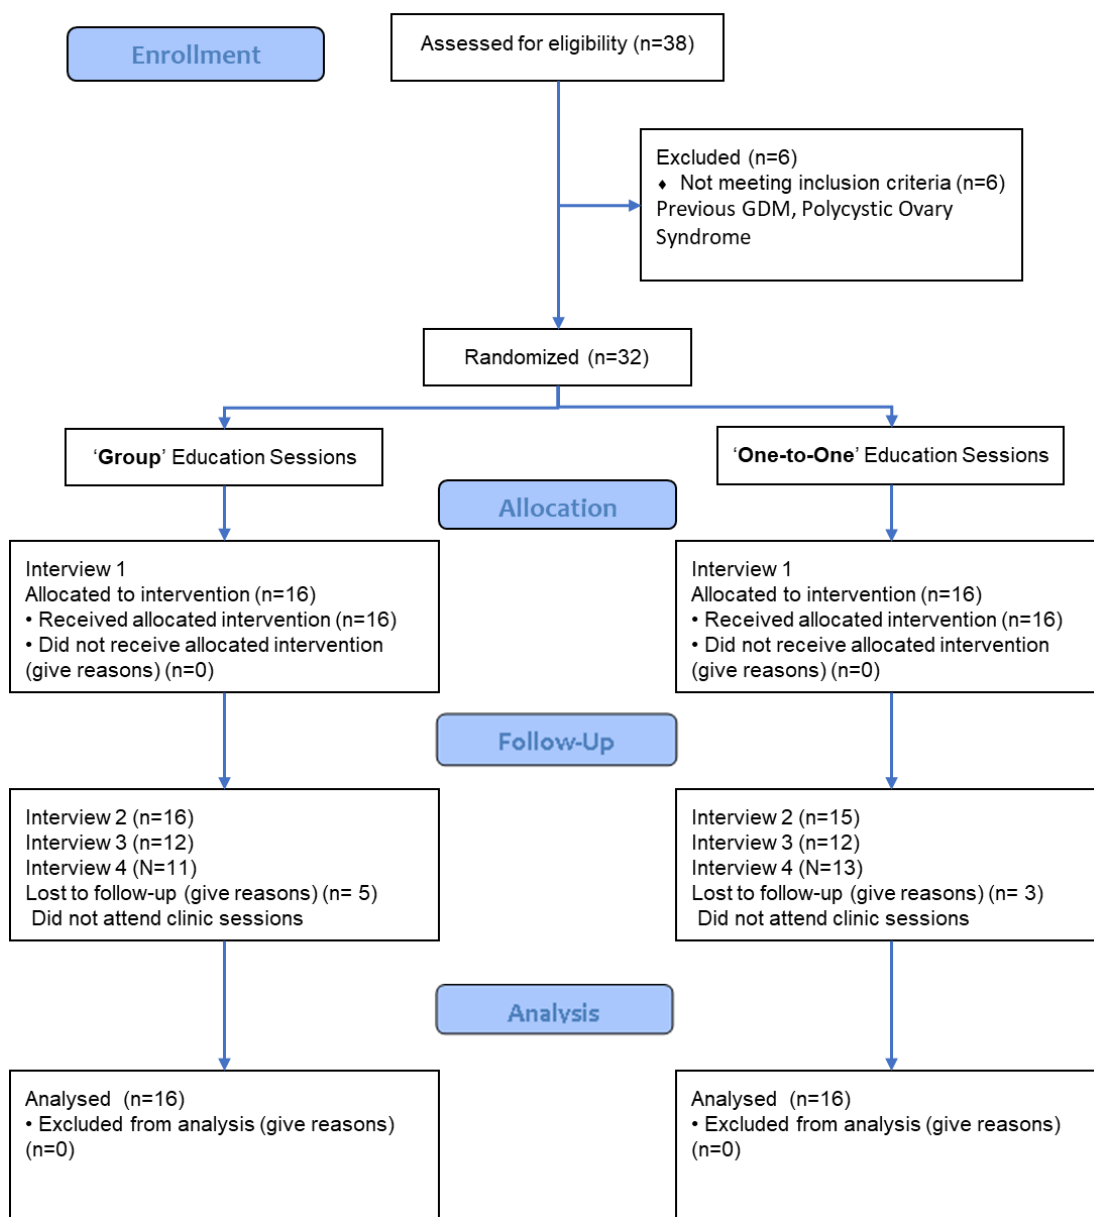 Enrollment
Assessed for eligibility (n=38)
Excluded (n=6)
♦ Not meeting inclusion criteria (n=6)
Previous GDM, Polycystic Ovary
Syndrome
Randomized (n=32)
‘Group’ Education Sessions
‘One-to-One’ Education Sessions
Allocation
Interview 1
Allocated to intervention (n=16)
• Received allocated intervention (n=16)
• Did not receive allocated intervention
(give reasons) (n=0)
Interview 1
Allocated to intervention (n=16)
• Received allocated intervention (n=16)
• Did not receive allocated intervention
(give reasons) (n=0)
Follow-Up
Interview 2 (n=16)
Interview 3 (n=12)
Interview 4 (N=11)
Lost to follow-up (give reasons) (n= 5)
Did not attend clinic sessions
Interview 2 (n=15)
Interview 3 (n=12)
Interview 4 (N=13)
Lost to follow-up (give reasons) (n= 3)
Did not attend clinic sessions
Analysis
Analysed (n=16)
• Excluded from analysis (give reasons)
(n=0)
Analysed (n=16)
• Excluded from analysis (give reasons)
(n=0)